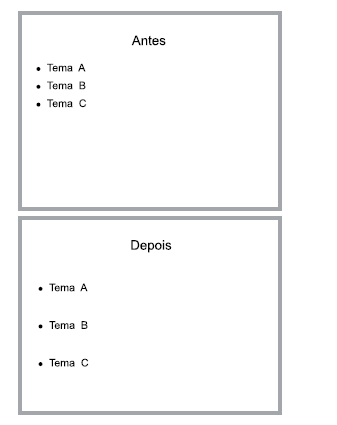 Antes
• Tema A
• Tema B
• Tema C
Depois
• Tema A
• Tema B
• Tema C